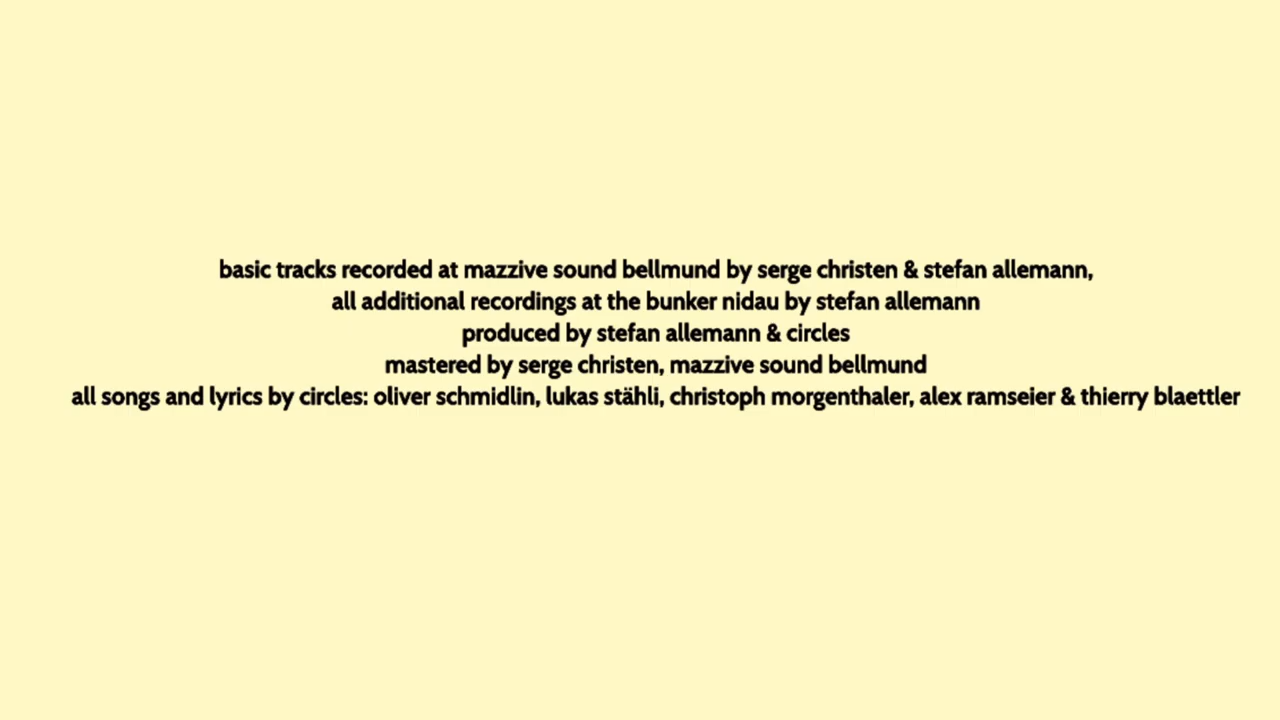 basic tracks recorded at mazzive sound bellmund by serge christen & stefan allemann,
all additional recordings at the bunker nidau by stefan allemann
produced by stefan allemann & circles
mastered by serge christen, mazzive sound bellmund
all songs and lyrics by circles: oliver schmidlin, lukas stähli, christoph morgenthaler, alex ramseier & thierry blaettler